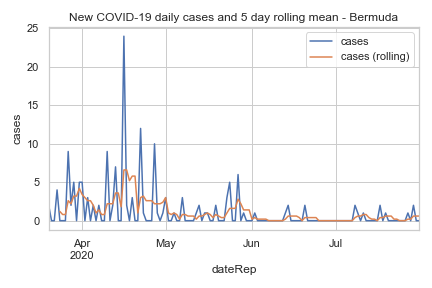 New COVID-19 daily cases and 5 day rolling mean - Bermuda
25
20
15
10
5
0
cases
cases
cases (rolling)
Apr
2020
May
Jun
Jul
dateRep